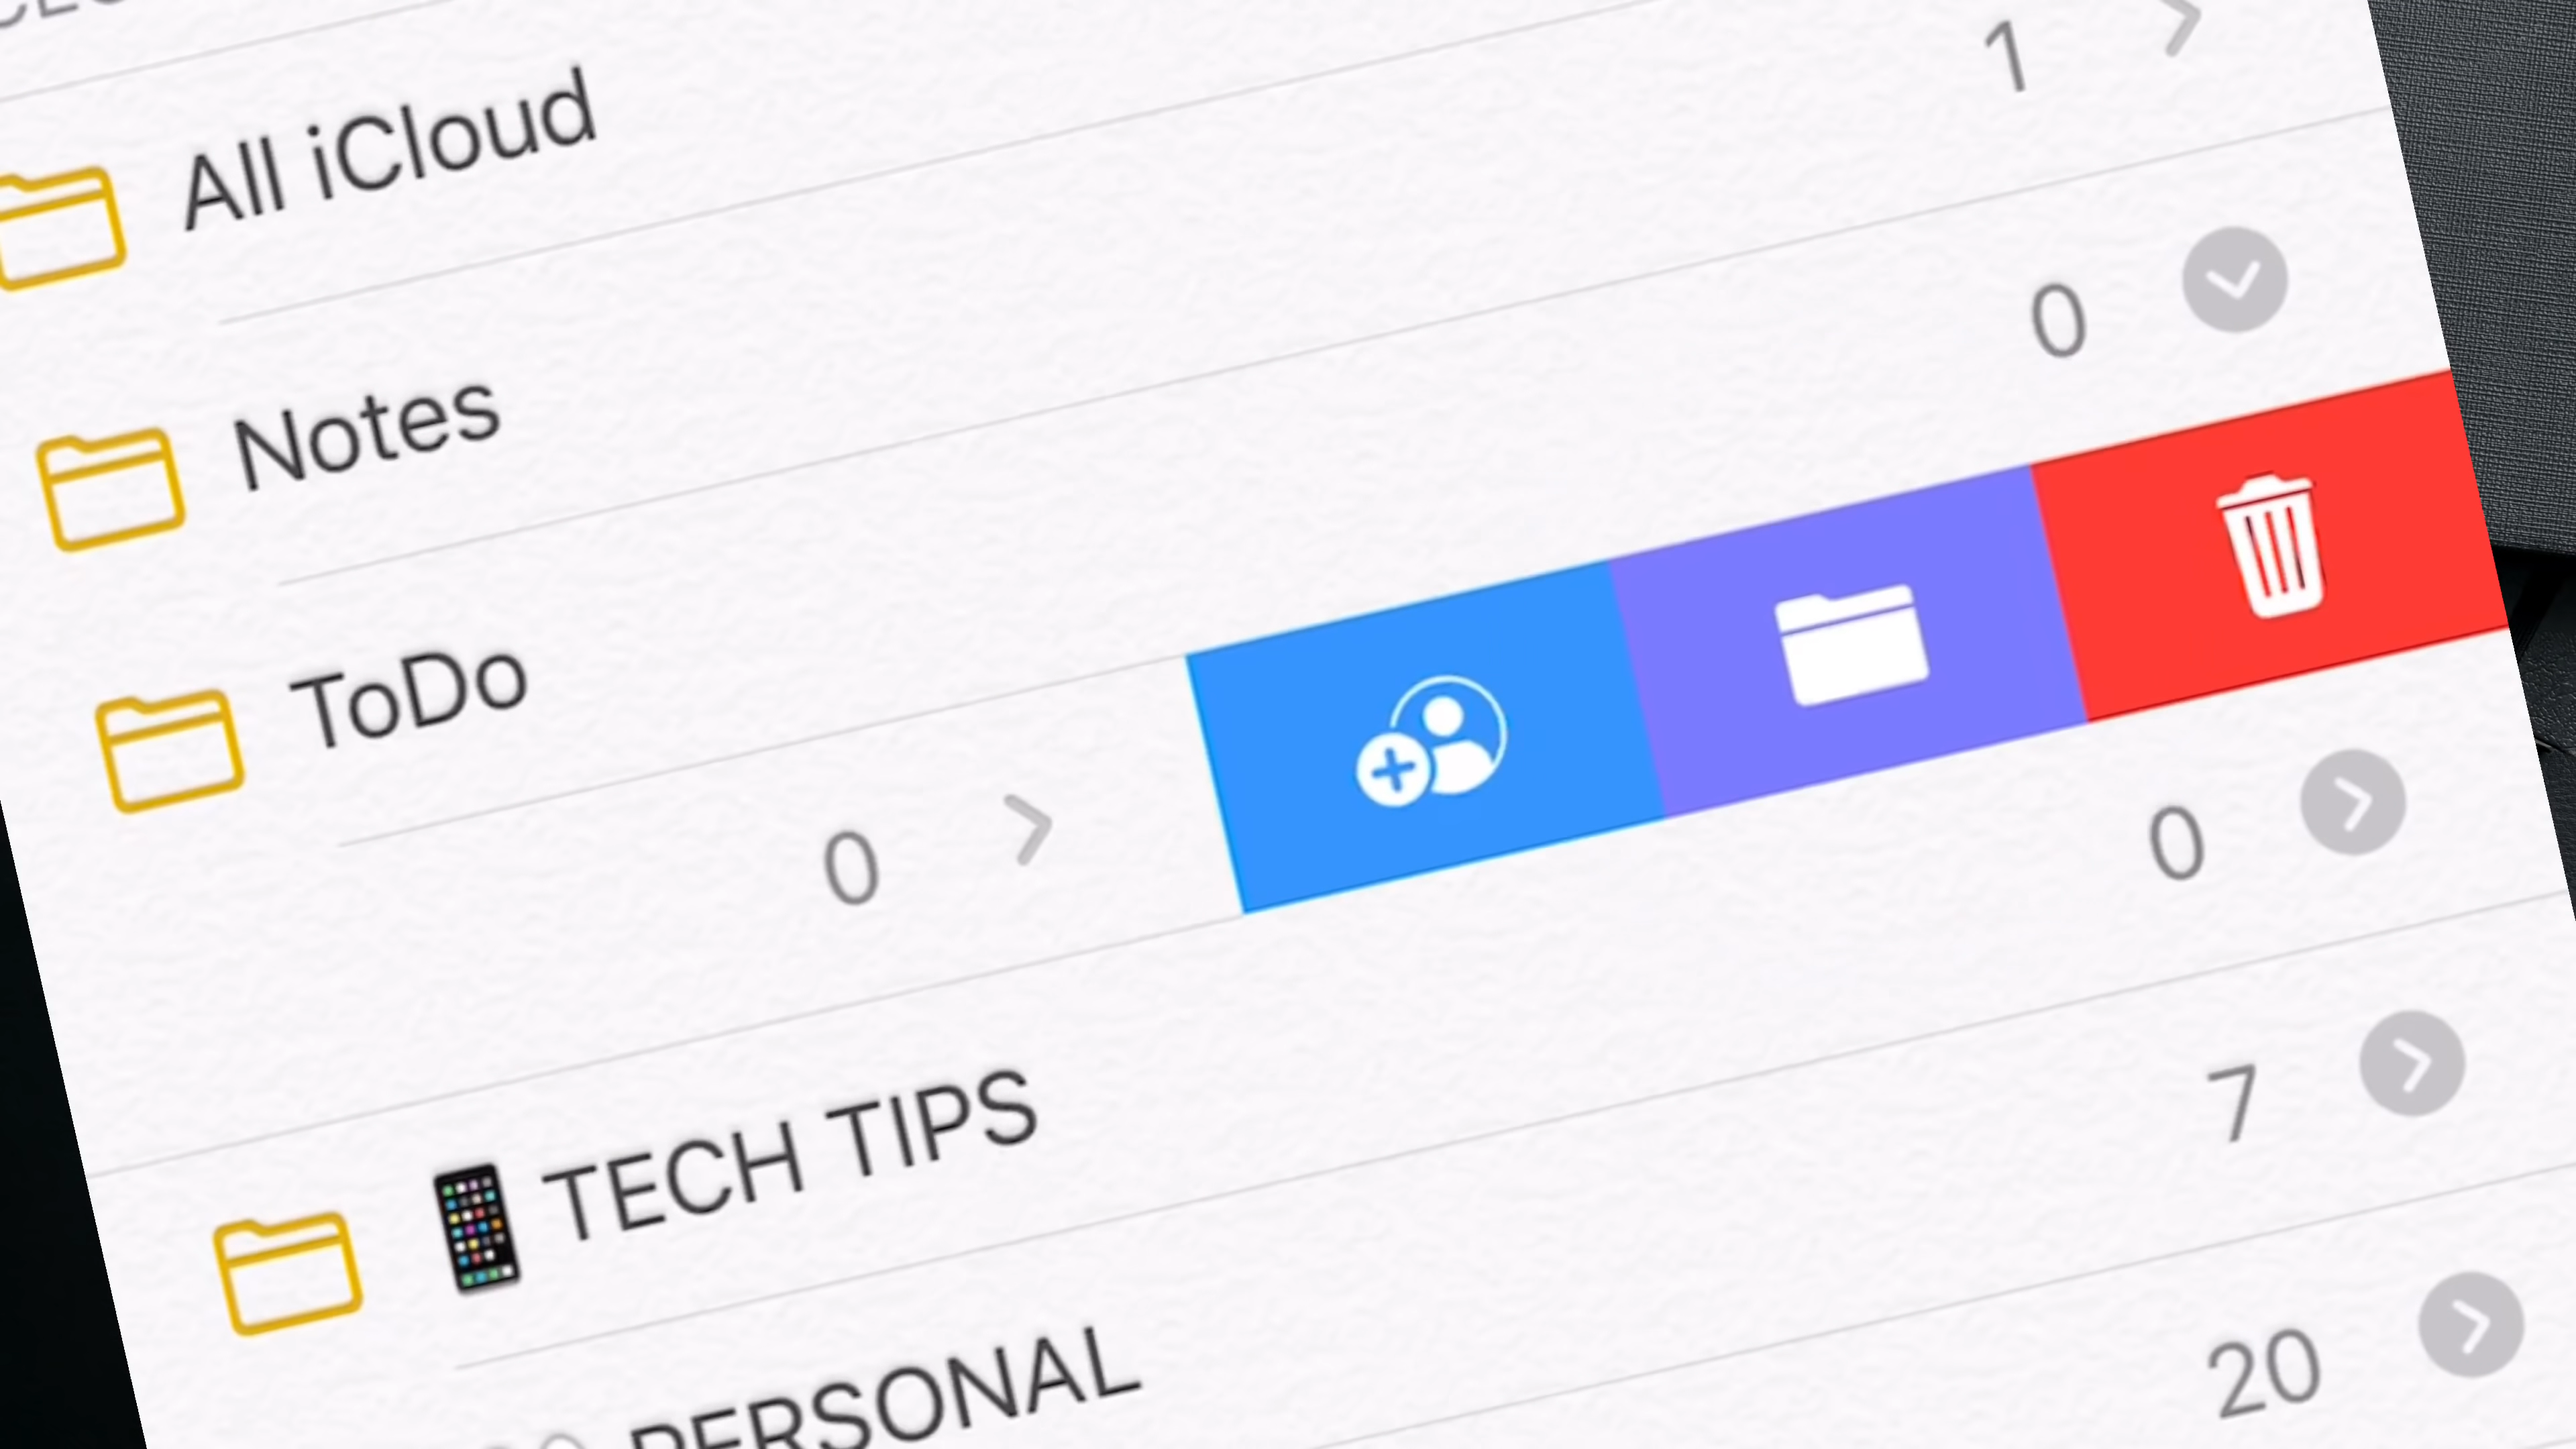 All iCloud
Notes 1
ToDo 0
0
TECH TIPS 0
PERSONAL 7
20